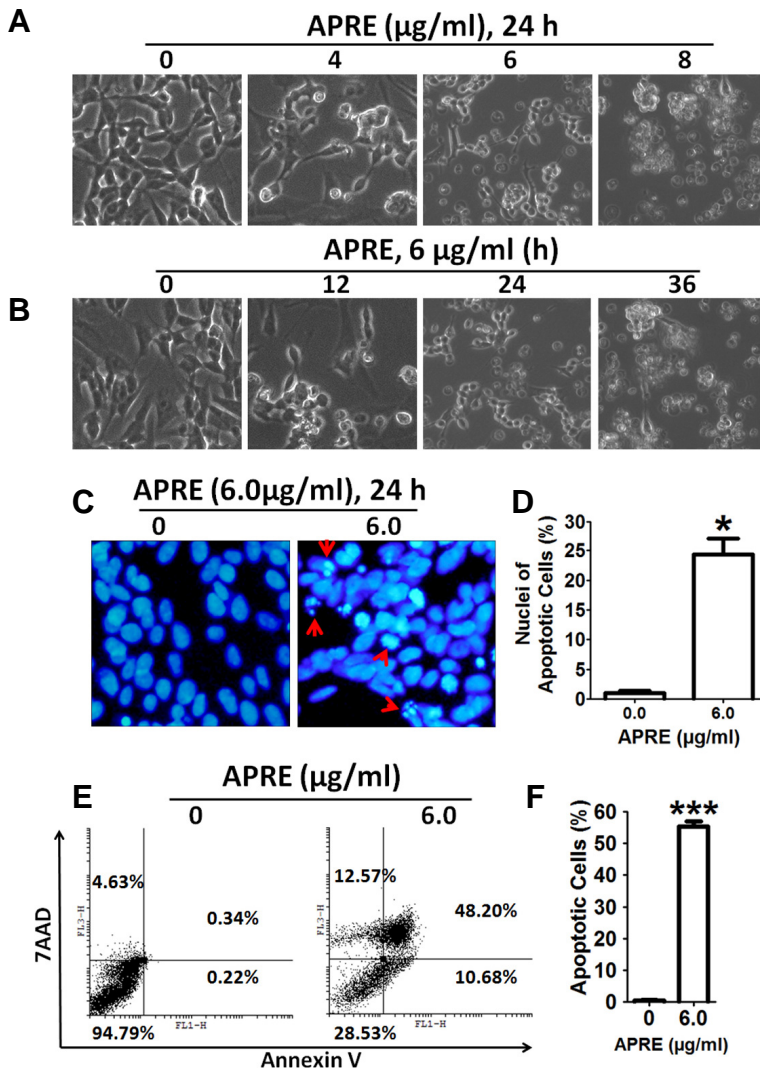 A
APRE (µg/ml), 24 h
0 4 6 8
APRE, 6 µg/ml (h)
0 12 24 36
B
C
APRE (6.0µg/ml), 24 h
0 6.0
D
Nuclei of
Apoptotic Cells (%)
30
25
20
15
10
5
0
*
0.0 6.0
APRE (µg/ml)
E
APRE (µg/ml)
0 6.0
7AAD
FL3-H
4.63%
0.34%
0.22%
94.79%
FL1-H
FL3-H
12.57%
48.20%
10.68%
28.53%
FL1-H
Annexin V
F
Apoptotic Cells (%)
60
50
40
30
20
10
0
***
0 6.0
APRE (µg/ml)